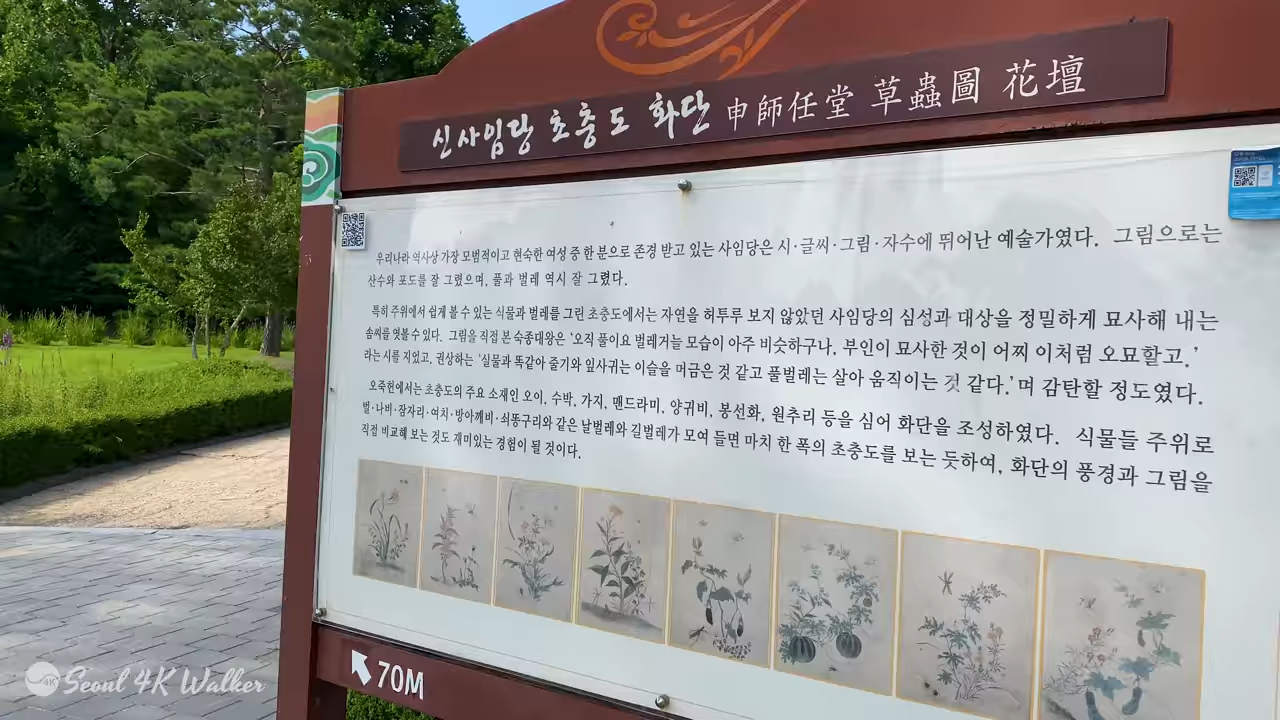 신사임당 초충도 화단 申師任堂 草蟲圖 花壇
우리나라 역사상 가장 모범적이고 현숙한 여성 중 한 분으로 존경 받고 있는 사임당은 시·글씨·그림·자수에 뛰어난 예술가였다. 그림으로는
산수와 포도를 잘 그렸으며, 풀과 벌레 역시 잘 그렸다.
특히 주위에서 쉽게 볼 수 있는 식물과 벌레를 그린 초충도에서는 자연을 허투루 보지 않았던 사임당의 심성과 대상을 정밀하게 묘사해 내는
솜씨를 엿볼 수 있다. 그림을 직접 본 숙종대왕은 ‘오직 풀이요 벌레거늘 모습이 아주 비슷하구나, 부인이 묘사한 것이 어찌 이처럼 오묘할고.’
라는 시를 지었고, 권상하는 ‘실물과 똑같아 줄기와 잎사귀는 이슬을 머금은 것 같고 풀벌레는 살아 움직이는 것 같다.’며 감탄할 정도였다.
오죽헌에서는 초충도의 주요 소재인 오이, 수박, 가지, 맨드라미, 양귀비, 봉선화, 원추리 등을 심어 화단을 조성하였다. 식물들 주위로
벌·나비·잠자리·여치·방아깨비·쇠똥구리와 같은 날벌레와 길벌레가 모여 들면 마치 한 폭의 초충도를 보는 듯하여, 화단의 풍경과 그림을
직접 비교해 보는 것도 재미있는 경험이 될 것이다.
70M
4K Seoul 4K Walker